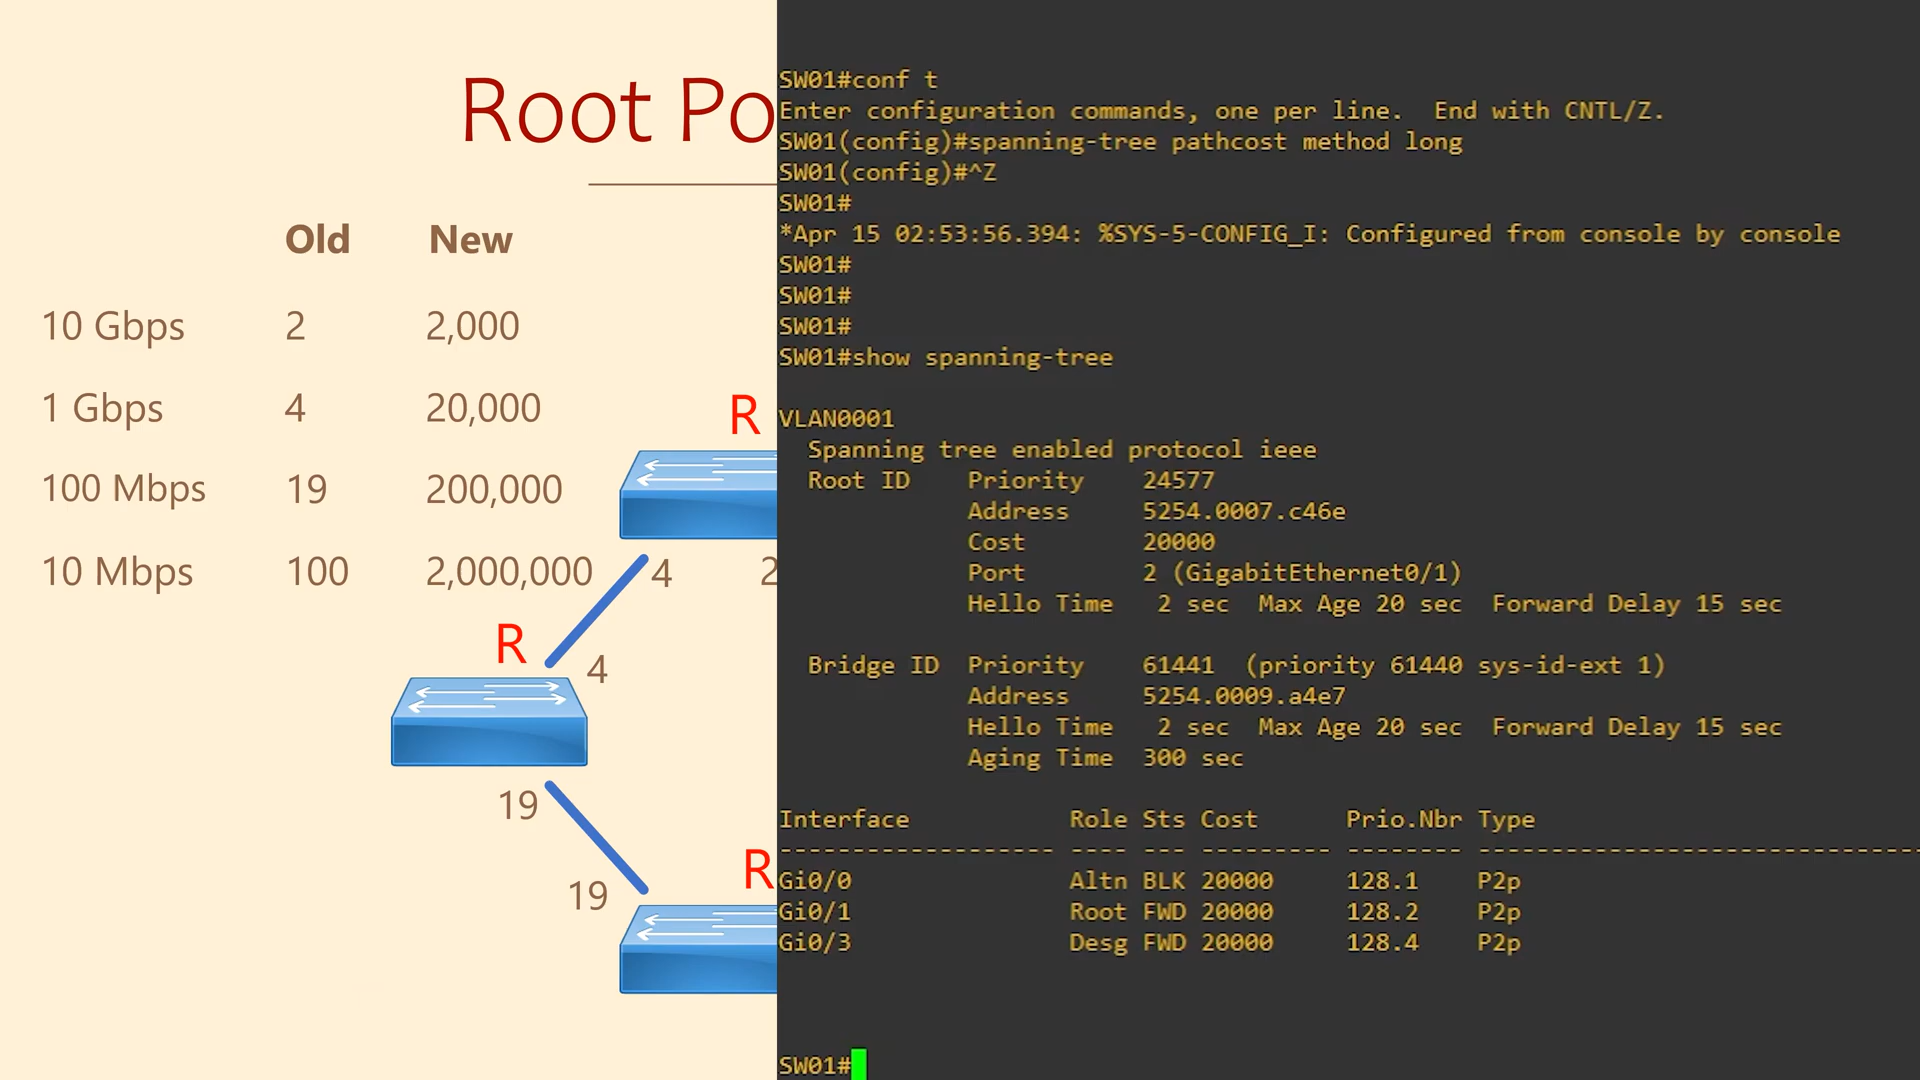 Root Po
Old New
10 Gbps 2 2,000
1 Gbps 4 20,000
100 Mbps 19 200,000
10 Mbps 100 2,000,000
R
4 2
R
4
19
19
R
SW01#conf t
Enter configuration commands, one per line.  End with CNTL/Z.
SW01(config)#spanning-tree pathcost method long
SW01(config)#^Z
SW01#
*Apr 15 02:53:56.394: %SYS-5-CONFIG_I: Configured from console by console
SW01#
SW01#
SW01#
SW01#show spanning-tree
VLAN0001
  Spanning tree enabled protocol ieee
  Root ID    Priority    24577
             Address     5254.0007.c46e
             Cost        20000
             Port        2 (GigabitEthernet0/1)
             Hello Time   2 sec  Max Age 20 sec  Forward Delay 15 sec
  Bridge ID  Priority    61441  (priority 61440 sys-id-ext 1)
             Address     5254.0009.a4e7
             Hello Time   2 sec  Max Age 20 sec  Forward Delay 15 sec
             Aging Time  300 sec
Interface           Role Sts Cost      Prio.Nbr Type
------------------- ---- --- --------- -------- --------------------------------
Gi0/0               Altn BLK 20000     128.1    P2p
Gi0/1               Root FWD 20000     128.2    P2p
Gi0/3               Desg FWD 20000     128.4    P2p
SW01#